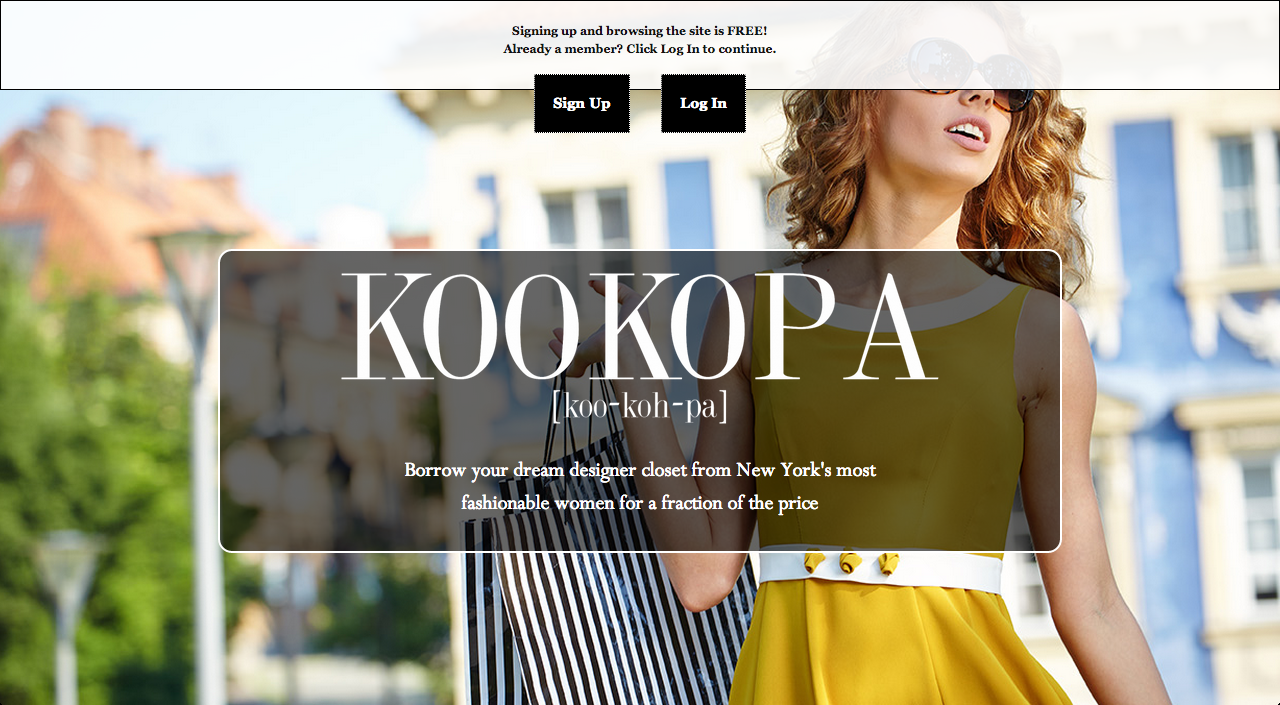 Signing up and browsing the site is FREE!
Already a member? Click Log In to continue.
Sign Up
Log In
KOOKOPA
[koo-koh-pa]
Borrow your dream designer closet from New York's most
fashionable women for a fraction of the price